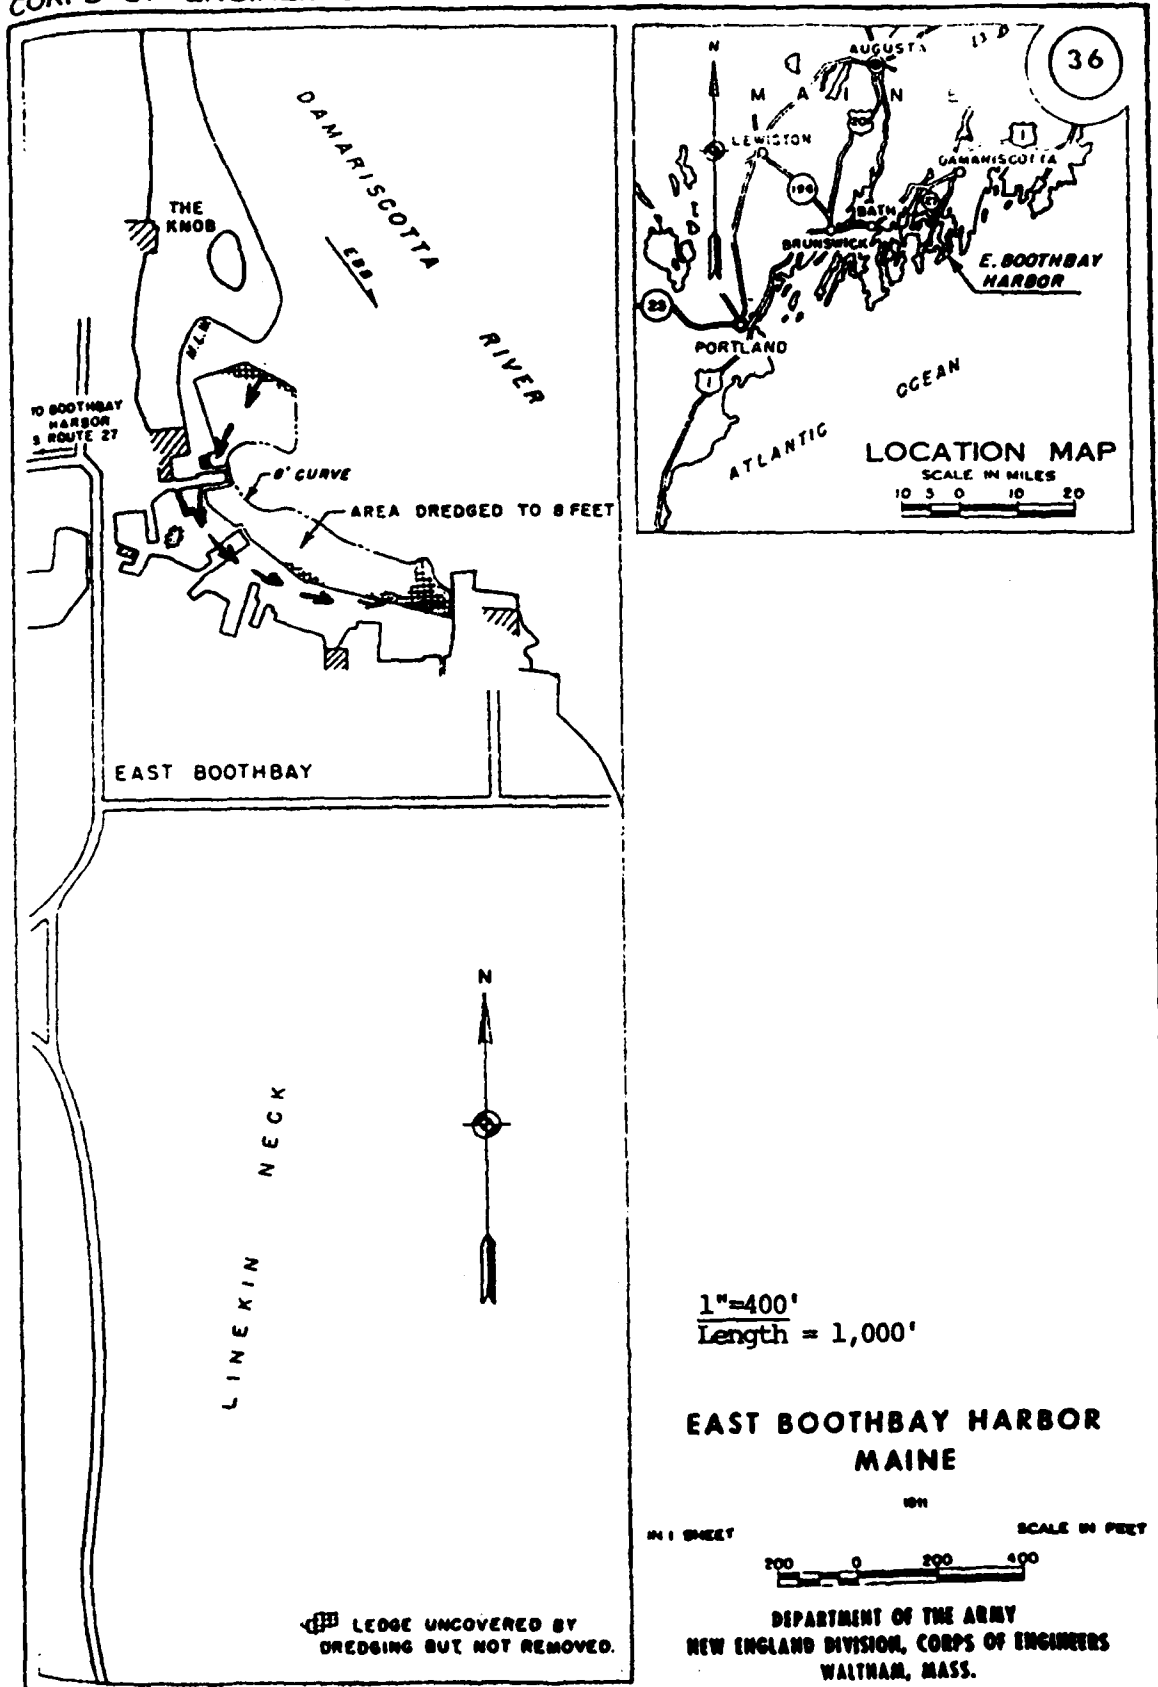 THE
KNOB
DAMARISCOTTA
RIVER
EBB
M.L.W.
TO BOOTHBAY
HARBOR
& ROUTE 27
8' CURVE
AREA DREDGED TO 8 FEET
EAST BOOTHBAY
N
LINEKIN NECK
LEDGE UNCOVERED BY
DREDGING BUT NOT REMOVED.
36
N
AUGUSTA
MAINE
LEWISTON
1
DAMARISCOTTA
196
BATH
BRUNSWICK
E. BOOTHBAY
HARBOR
25
PORTLAND
1
ATLANTIC OCEAN
LOCATION MAP
SCALE IN MILES
10 5 0 10 20
1"=400'
Length = 1,000'
EAST BOOTHBAY HARBOR
MAINE
IN 1 SHEET
SCALE IN FEET
200 0 200 400
DEPARTMENT OF THE ARMY
NEW ENGLAND DIVISION, CORPS OF ENGINEERS
WALTHAM, MASS.